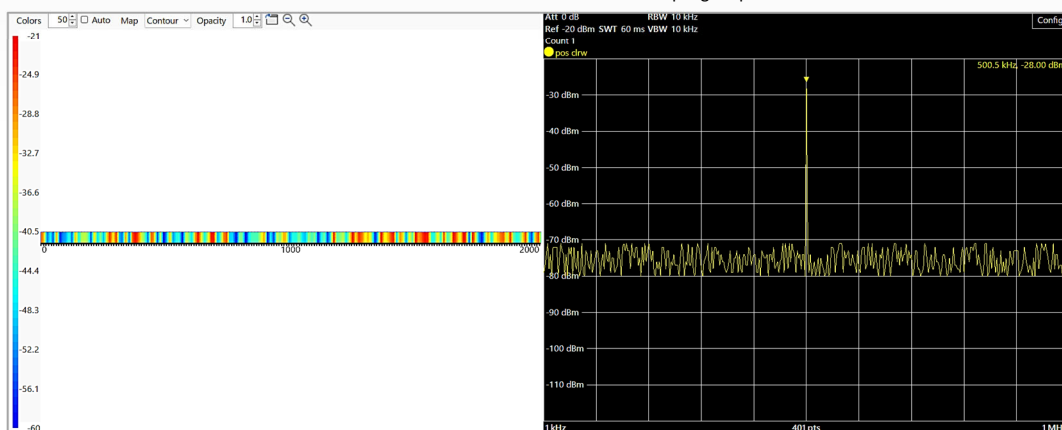 Colors 50 Auto Map Contour Opacity 1.0
-21
-24.9
-28.8
-32.7
-36.6
-40.5
-44.4
-48.3
-52.2
-56.1
-60
0 1000 2000
Att 0 dB RBW 10 kHz
Ref -20 dBm SWT 60 ms VBW 10 kHz
Count 1
pos clrw
Config
500.5 kHz, -28.00 dBm
-30 dBm
-40 dBm
-50 dBm
-60 dBm
-70 dBm
-80 dBm
-90 dBm
-100 dBm
-110 dBm
1 kHz 401 pts 1 MH